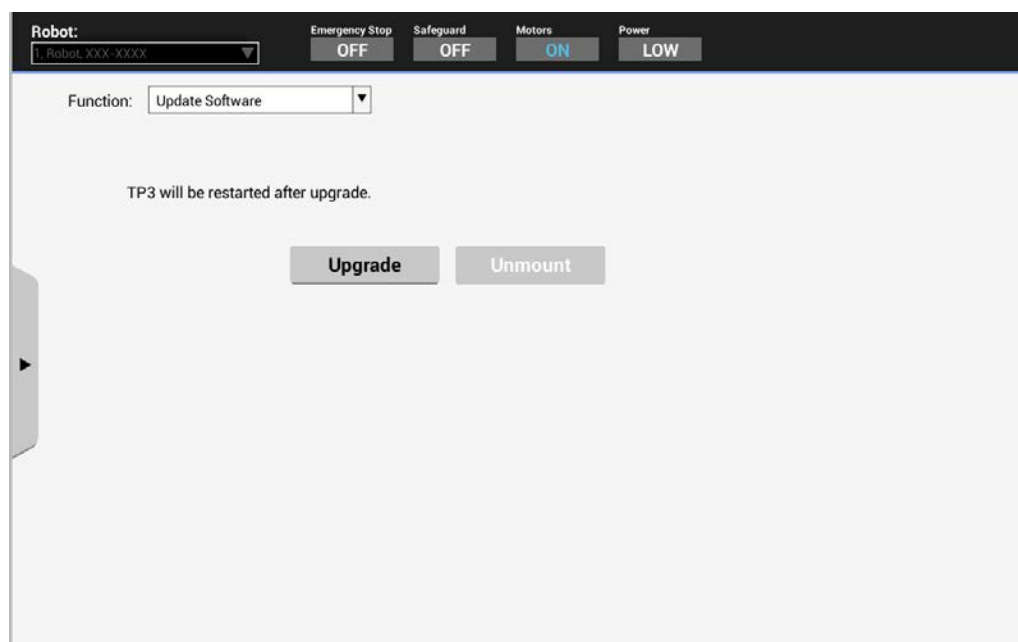 Robot:
1, Robot, XXX-XXXX
Emergency Stop
OFF
Safeguard
OFF
Motors
ON
Power
LOW
Function:
Update Software
TP3 will be restarted after upgrade.
Upgrade
Unmount